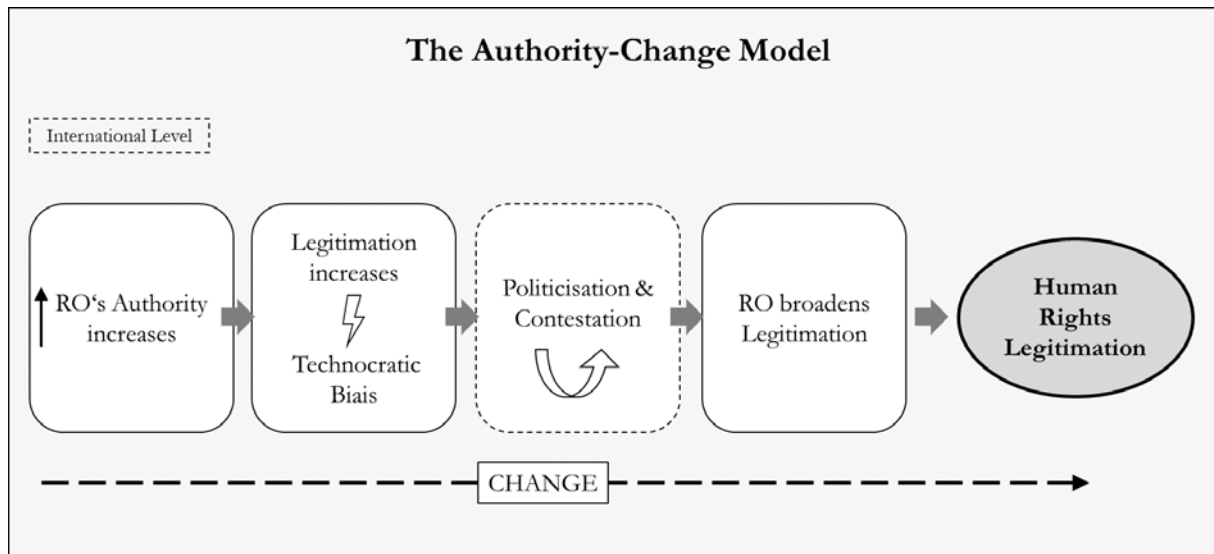 The Authority-Change Model
International Level
RO‘s Authority
increases
Legitimation
increases
Technocratic
Biais
Politicisation &
Contestation
RO broadens
Legitimation
Human
Rights
Legitimation
CHANGE